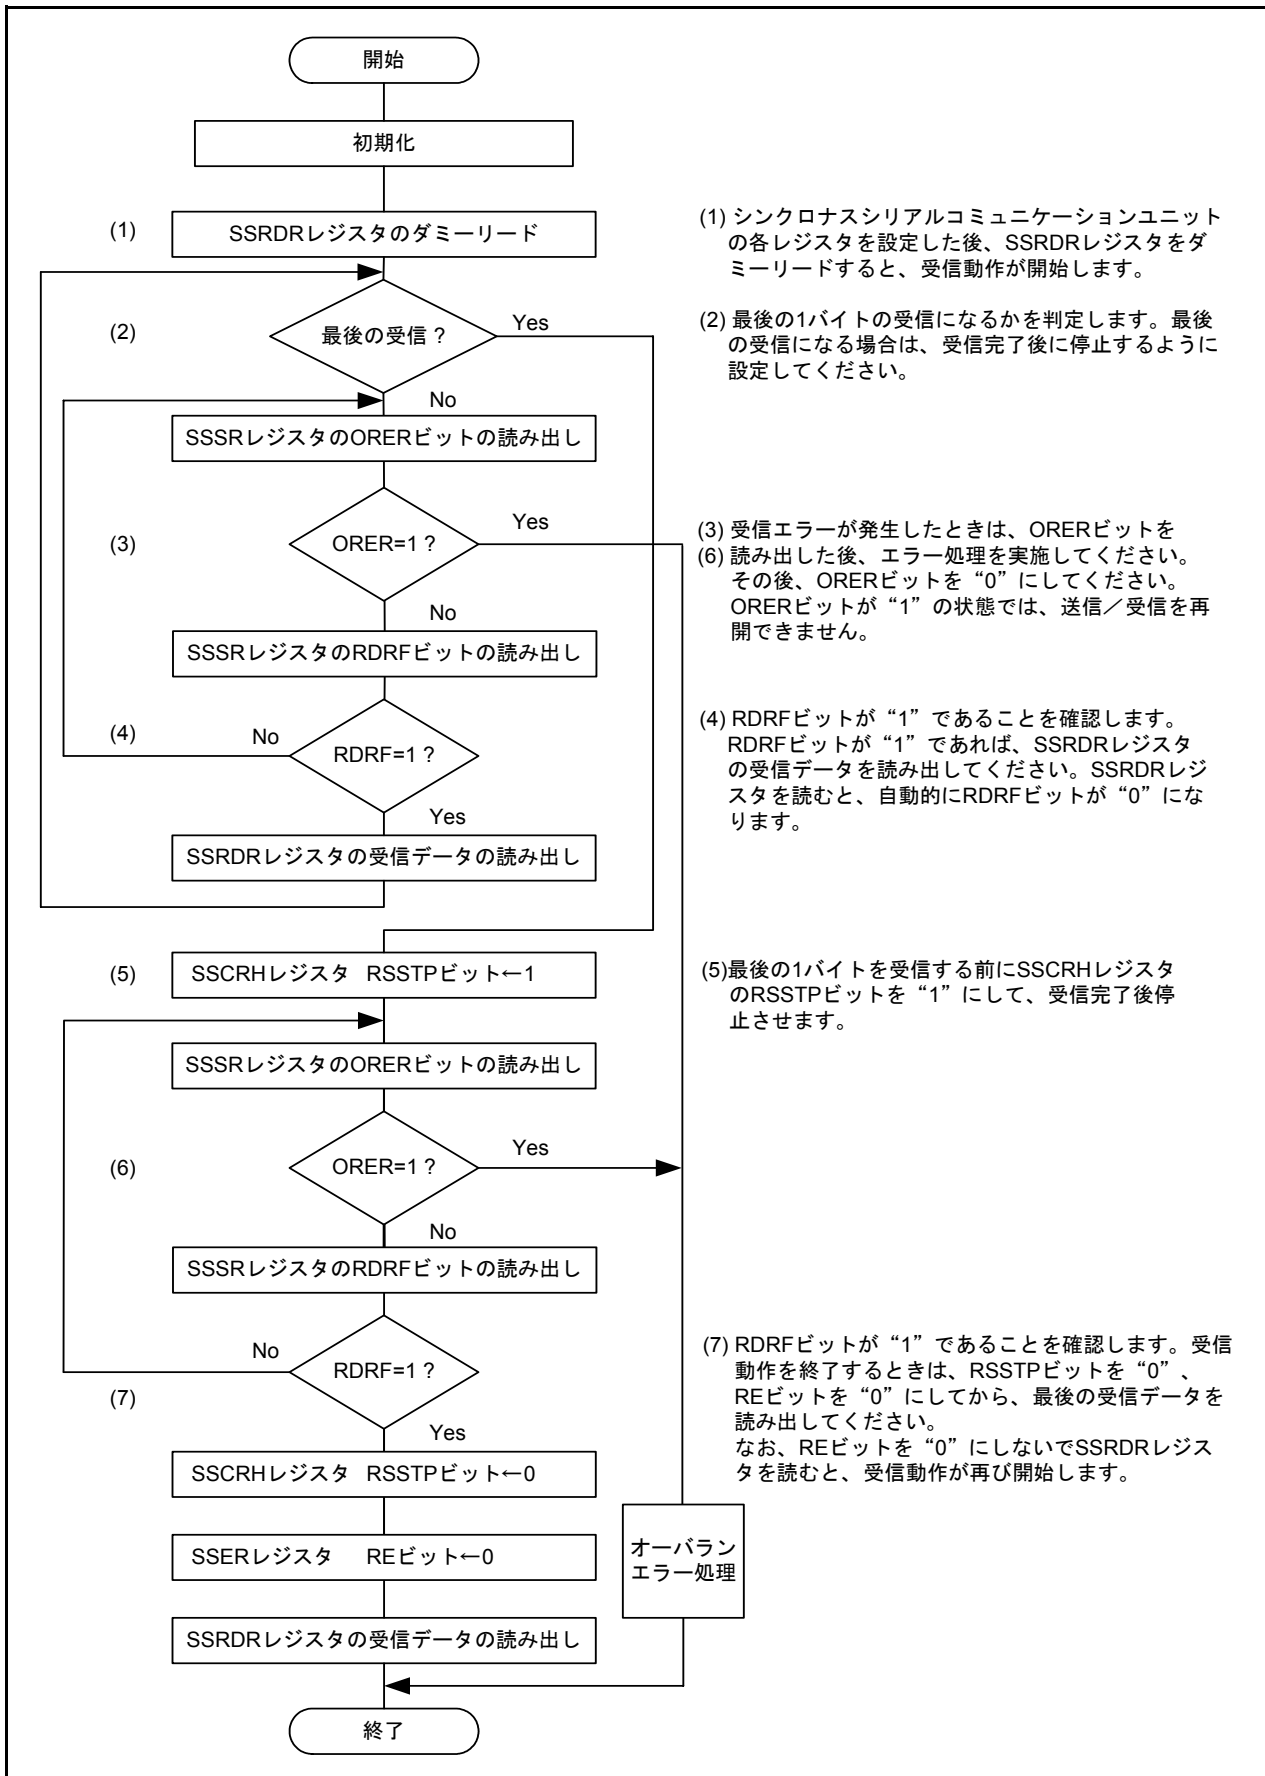 開始
初期化
(1)
SSRDRレジスタのダミーリード
(2)
最後の受信？
Yes
No
SSSRレジスタのORERビットの読み出し
(3)
ORER=1？
Yes
No
SSSRレジスタのRDRFビットの読み出し
(4)
No
RDRF=1？
Yes
SSRDRレジスタの受信データの読み出し
(5)
SSCRHレジスタ RSSTPビット←1
SSSRレジスタのORERビットの読み出し
(6)
ORER=1？
Yes
No
SSSRレジスタのRDRFビットの読み出し
No
RDRF=1？
(7)
Yes
SSCRHレジスタ RSSTPビット←0
SSERレジスタ REビット←0
SSRDRレジスタの受信データの読み出し
オーバラン
エラー処理
終了
(1) シンクロナスシリアルコミュニケーションユニット
の各レジスタを設定した後、SSRDRレジスタをダ
ミーリードすると、受信動作が開始します。
(2) 最後の1バイトの受信になるかを判定します。最後
の受信になる場合は、受信完了後に停止するように
設定してください。
(3) 受信エラーが発生したときは、ORERビットを
(6) 読み出した後、エラー処理を実施してください。
その後、ORERビットを“0”にしてください。
ORERビットが“1”の状態では、送信／受信を再
開できません。
(4) RDRFビットが“1”であることを確認します。
RDRFビットが“1”であれば、SSRDRレジスタ
の受信データを読み出してください。SSRDRレジ
スタを読むと、自動的にRDRFビットが“0”にな
ります。
(5)最後の1バイトを受信する前にSSCRHレジスタ
のRSSTPビットを“1”にして、受信完了後停
止させます。
(7) RDRFビットが“1”であることを確認します。受信
動作を終了するときは、RSSTPビットを“0”、
REビットを“0”にしてから、最後の受信データを
読み出してください。
なお、REビットを“0”にしないでSSRDRレジス
タを読むと、受信動作が再び開始します。